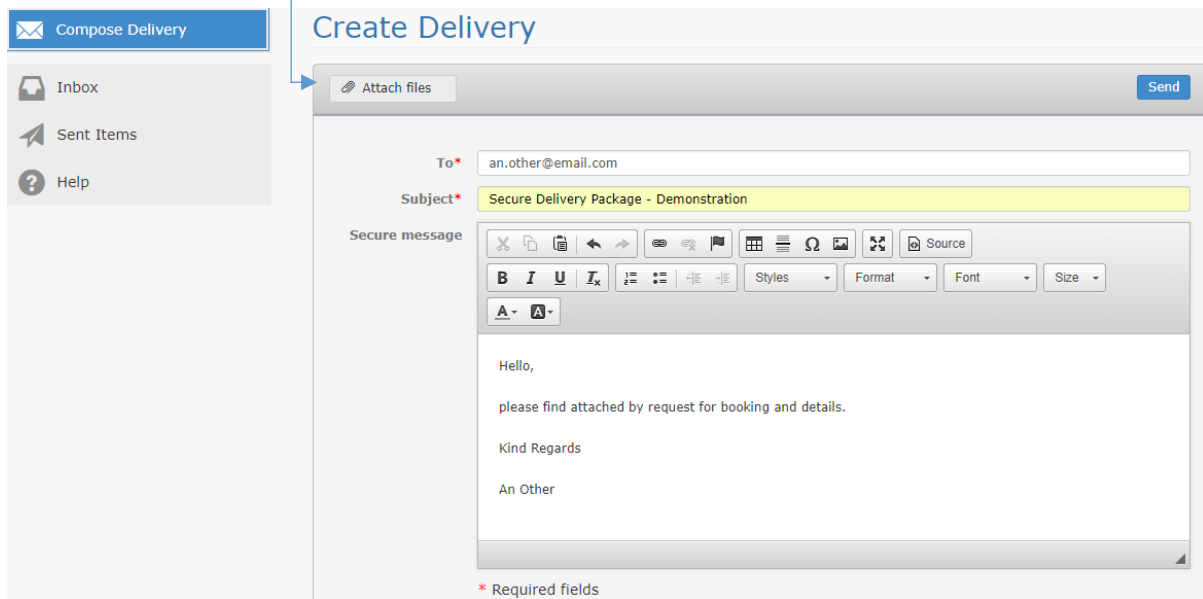 Compose Delivery
Inbox
Sent Items
Help
Create Delivery
Attach files
Send
To*
an.other@email.com
Subject*
Secure Delivery Package - Demonstration
Secure message
Ω
Source
B I U Ix
Styles
Format
Font
Size
A A
Hello,
please find attached by request for booking and details.
Kind Regards
An Other
* Required fields